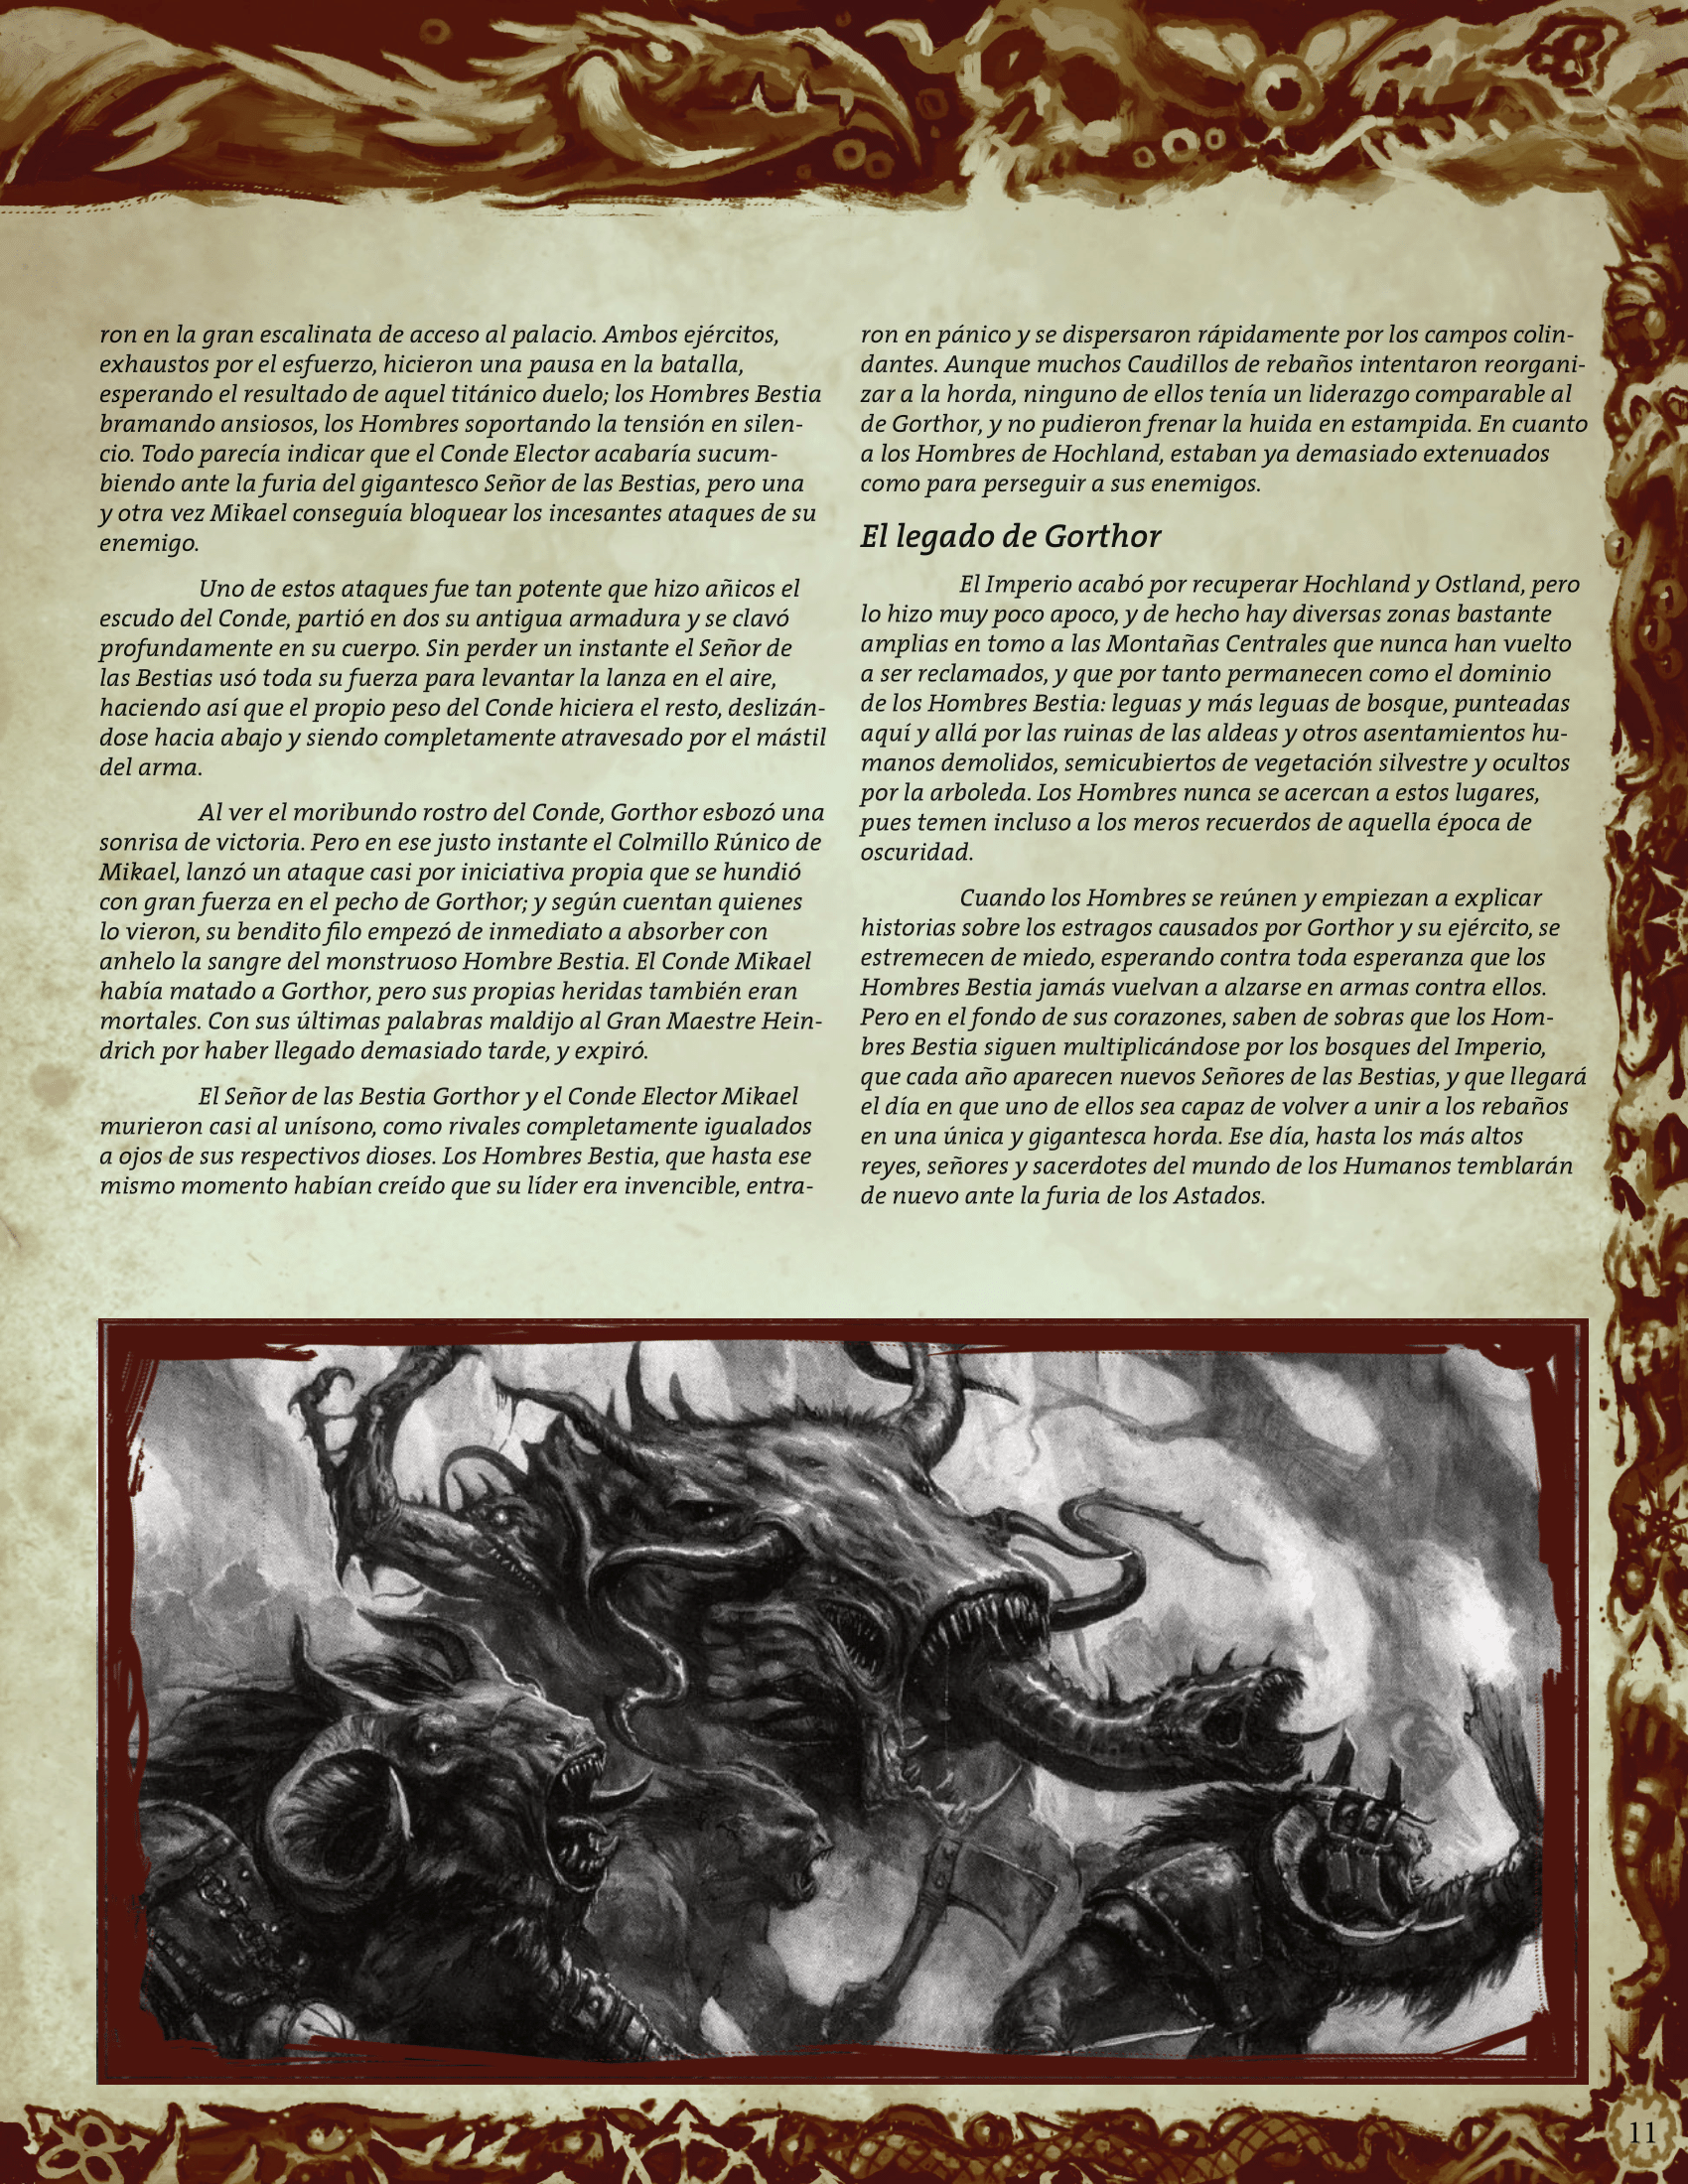 ron en la gran escalinata de acceso al palacio. Ambos ejércitos,
exhaustos por el esfuerzo, hicieron una pausa en la batalla,
esperando el resultado de aquel titánico duelo; los Hombres Bestia
bramando ansiosos, los Hombres soportando la tensión en silen-
cio. Todo parecía indicar que el Conde Elector acabaría sucum-
biendo ante la furia del gigantesco Señor de las Bestias, pero una
y otra vez Mikael conseguía bloquear los incesantes ataques de su
enemigo.
Uno de estos ataques fue tan potente que hizo añicos el
escudo del Conde, partió en dos su antigua armadura y se clavó
profundamente en su cuerpo. Sin perder un instante el Señor de
las Bestias usó toda su fuerza para levantar la lanza en el aire,
haciendo así que el propio peso del Conde hiciera el resto, deslizán-
dose hacia abajo y siendo completamente atravesado por el mástil
del arma.
Al ver el moribundo rostro del Conde, Gorthor esbozó una
sonrisa de victoria. Pero en ese justo instante el Colmillo Rúnico de
Mikael, lanzó un ataque casi por iniciativa propia que se hundió
con gran fuerza en el pecho de Gorthor; y según cuentan quienes
lo vieron, su bendito filo empezó de inmediato a absorber con
anhelo la sangre del monstruoso Hombre Bestia. El Conde Mikael
había matado a Gorthor, pero sus propias heridas también eran
mortales. Con sus últimas palabras maldijo al Gran Maestre Hein-
drich por haber llegado demasiado tarde, y expiró.
El Señor de las Bestia Gorthor y el Conde Elector Mikael
murieron casi al unísono, como rivales completamente igualados
a ojos de sus respectivos dioses. Los Hombres Bestia, que hasta ese
mismo momento habían creído que su líder era invencible, entra-
ron en pánico y se dispersaron rápidamente por los campos colin-
dantes. Aunque muchos Caudillos de rebaños intentaron reorgani-
zar a la horda, ninguno de ellos tenía un liderazgo comparable al
de Gorthor, y no pudieron frenar la huida en estampida. En cuanto
a los Hombres de Hochland, estaban ya demasiado extenuados
como para perseguir a sus enemigos.
El legado de Gorthor
El Imperio acabó por recuperar Hochland y Ostland, pero
lo hizo muy poco apoco, y de hecho hay diversas zonas bastante
amplias en tomo a las Montañas Centrales que nunca han vuelto
a ser reclamados, y que por tanto permanecen como el dominio
de los Hombres Bestia: leguas y más leguas de bosque, punteadas
aquí y allá por las ruinas de las aldeas y otros asentamientos hu-
manos demolidos, semicubiertos de vegetación silvestre y ocultos
por la arboleda. Los Hombres nunca se acercan a estos lugares,
pues temen incluso a los meros recuerdos de aquella época de
oscuridad.
Cuando los Hombres se reúnen y empiezan a explicar
historias sobre los estragos causados por Gorthor y su ejército, se
estremecen de miedo, esperando contra toda esperanza que los
Hombres Bestia jamás vuelvan a alzarse en armas contra ellos.
Pero en el fondo de sus corazones, saben de sobras que los Hom-
bres Bestia siguen multiplicándose por los bosques del Imperio,
que cada año aparecen nuevos Señores de las Bestias, y que llegará
el día en que uno de ellos sea capaz de volver a unir a los rebaños
en una única y gigantesca horda. Ese día, hasta los más altos
reyes, señores y sacerdotes del mundo de los Humanos temblarán
de nuevo ante la furia de los Astados.
11